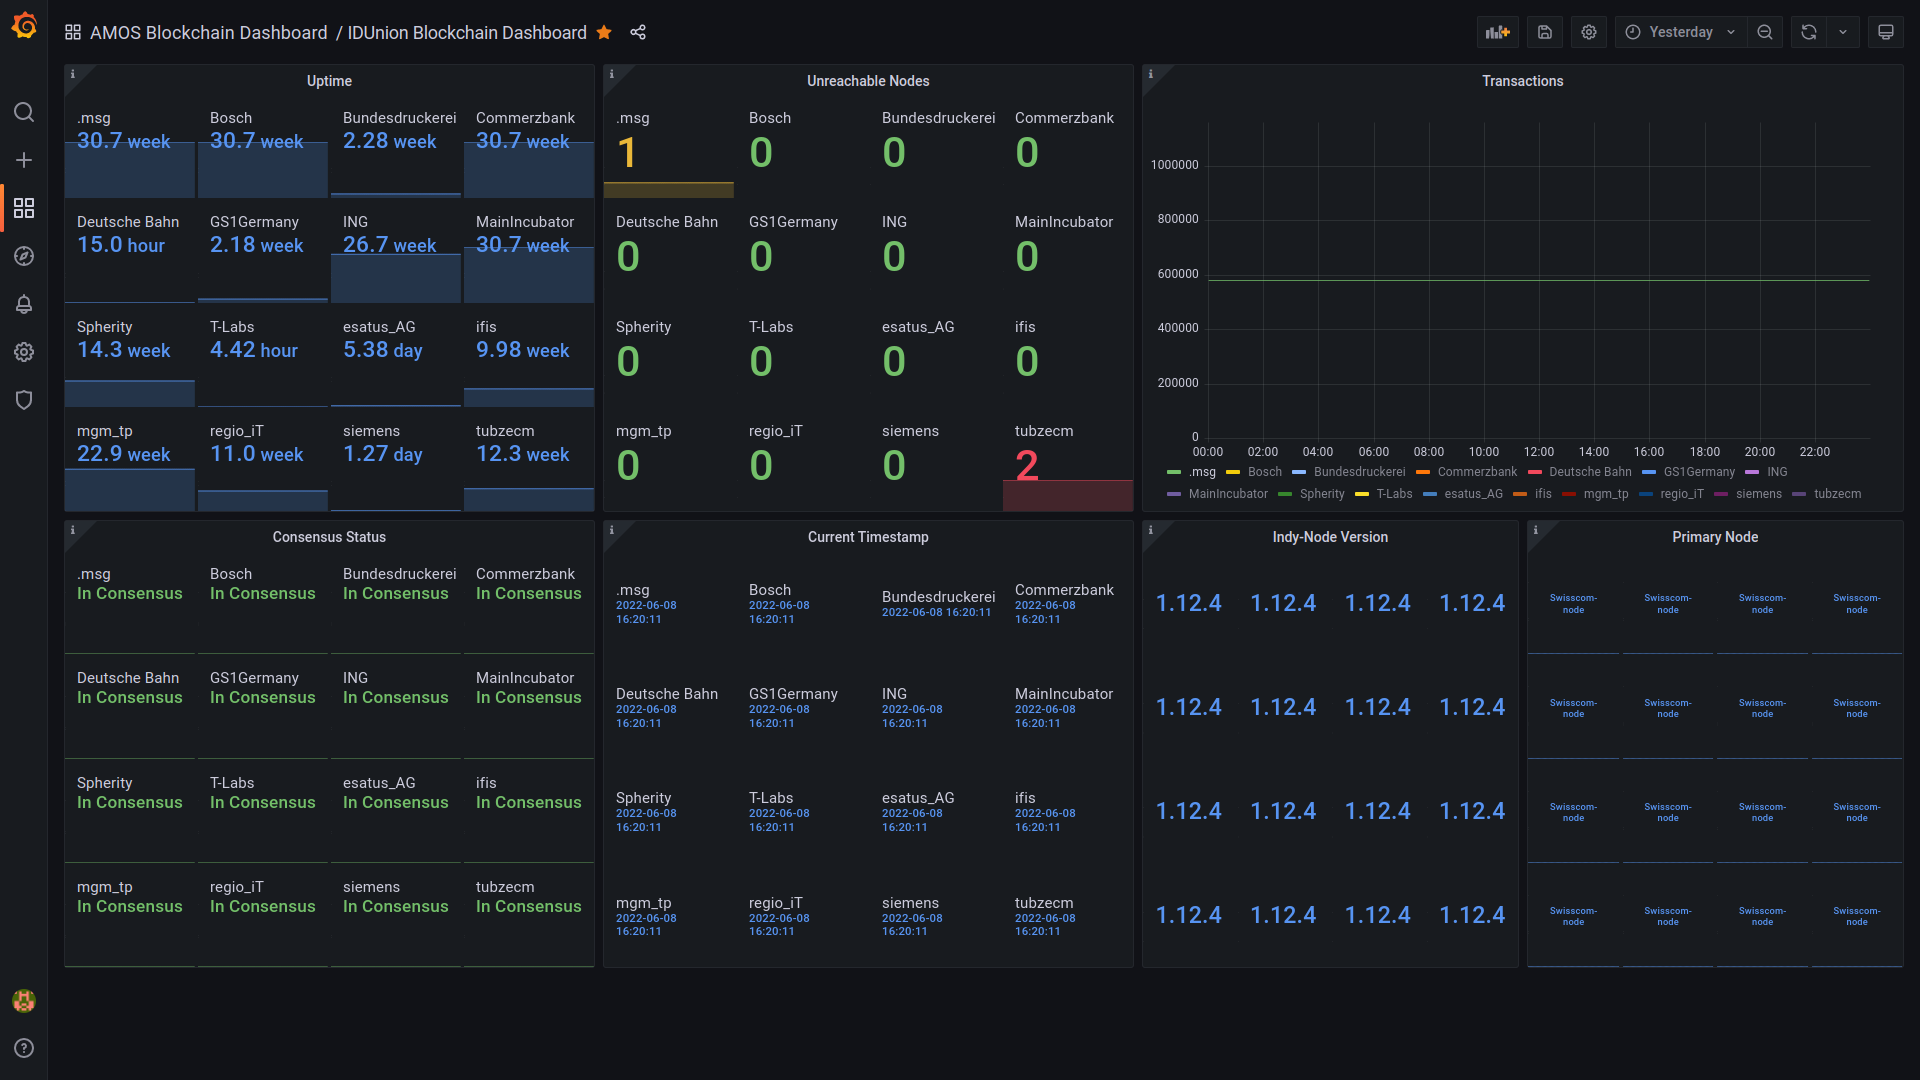 AMOS Blockchain Dashboard / IDUnion Blockchain Dashboard
Yesterday
Uptime
.msg Bosch Bundesdruckerei Commerzbank
30.7 week 30.7 week 2.28 week 30.7 week
Deutsche Bahn GS1Germany ING MainIncubator
15.0 hour 2.18 week 26.7 week 30.7 week
Spherity T-Labs esatus_AG ifis
14.3 week 4.42 hour 5.38 day 9.98 week
mgm_tp regio_iT siemens tubzecm
22.9 week 11.0 week 1.27 day 12.3 week
Unreachable Nodes
.msg Bosch Bundesdruckerei Commerzbank
1 0 0 0
Deutsche Bahn GS1Germany ING MainIncubator
0 0 0 0
Spherity T-Labs esatus_AG ifis
0 0 0 0
mgm_tp regio_iT siemens tubzecm
0 0 0 2
Transactions
1000000
800000
600000
400000
200000
0
00:00 02:00 04:00 06:00 08:00 10:00 12:00 14:00 16:00 18:00 20:00 22:00
.msg Bosch Bundesdruckerei Commerzbank Deutsche Bahn GS1Germany ING
MainIncubator Spherity T-Labs esatus_AG ifis mgm_tp regio_iT siemens tubzecm
Consensus Status
.msg Bosch Bundesdruckerei Commerzbank
In Consensus In Consensus In Consensus In Consensus
Deutsche Bahn GS1Germany ING MainIncubator
In Consensus In Consensus In Consensus In Consensus
Spherity T-Labs esatus_AG ifis
In Consensus In Consensus In Consensus In Consensus
mgm_tp regio_iT siemens tubzecm
In Consensus In Consensus In Consensus In Consensus
Current Timestamp
.msg Bosch Bundesdruckerei Commerzbank
2022-06-08 2022-06-08 2022-06-08 16:20:11 2022-06-08
16:20:11 16:20:11 16:20:11
Deutsche Bahn GS1Germany ING MainIncubator
2022-06-08 2022-06-08 2022-06-08 2022-06-08
16:20:11 16:20:11 16:20:11 16:20:11
Spherity T-Labs esatus_AG ifis
2022-06-08 2022-06-08 2022-06-08 2022-06-08
16:20:11 16:20:11 16:20:11 16:20:11
mgm_tp regio_iT siemens tubzecm
2022-06-08 2022-06-08 2022-06-08 2022-06-08
16:20:11 16:20:11 16:20:11 16:20:11
Indy-Node Version
1.12.4 1.12.4 1.12.4 1.12.4
1.12.4 1.12.4 1.12.4 1.12.4
1.12.4 1.12.4 1.12.4 1.12.4
1.12.4 1.12.4 1.12.4 1.12.4
Primary Node
Swisscom- Swisscom- Swisscom- Swisscom-
node node node node
Swisscom- Swisscom- Swisscom- Swisscom-
node node node node
Swisscom- Swisscom- Swisscom- Swisscom-
node node node node
Swisscom- Swisscom- Swisscom- Swisscom-
node node node node